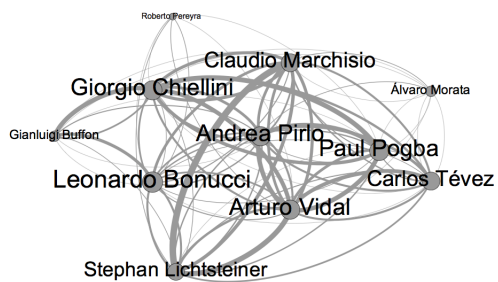 Roberto Pereyra
Claudio Marchisio
Giorgio Chiellini
Álvaro Morata
Gianluigi Buffon
Andrea Pirlo
Paul Pogba
Leonardo Bonucci
Carlos Tévez
Arturo Vidal
Stephan Lichtsteiner